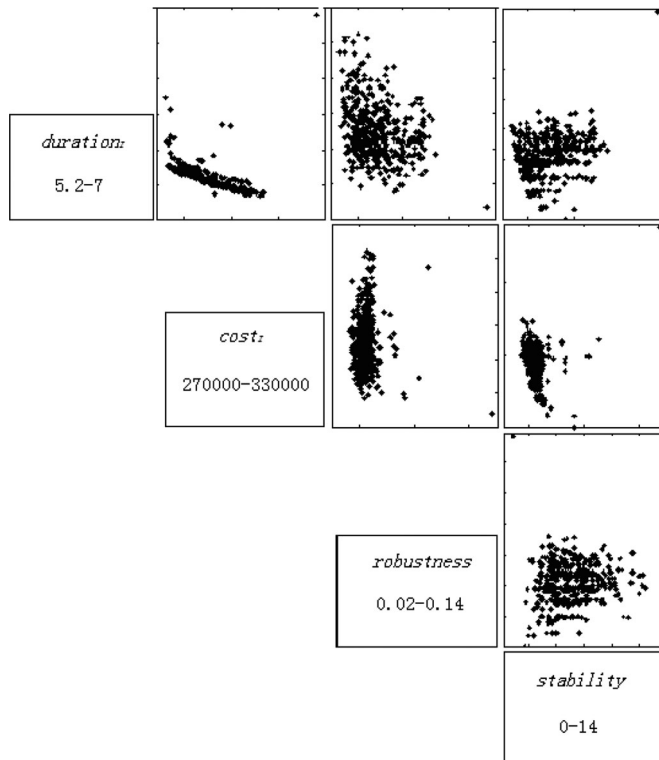 duration:
5.2-7
cost:
270000-330000
robustness
0.02-0.14
stability
0-14